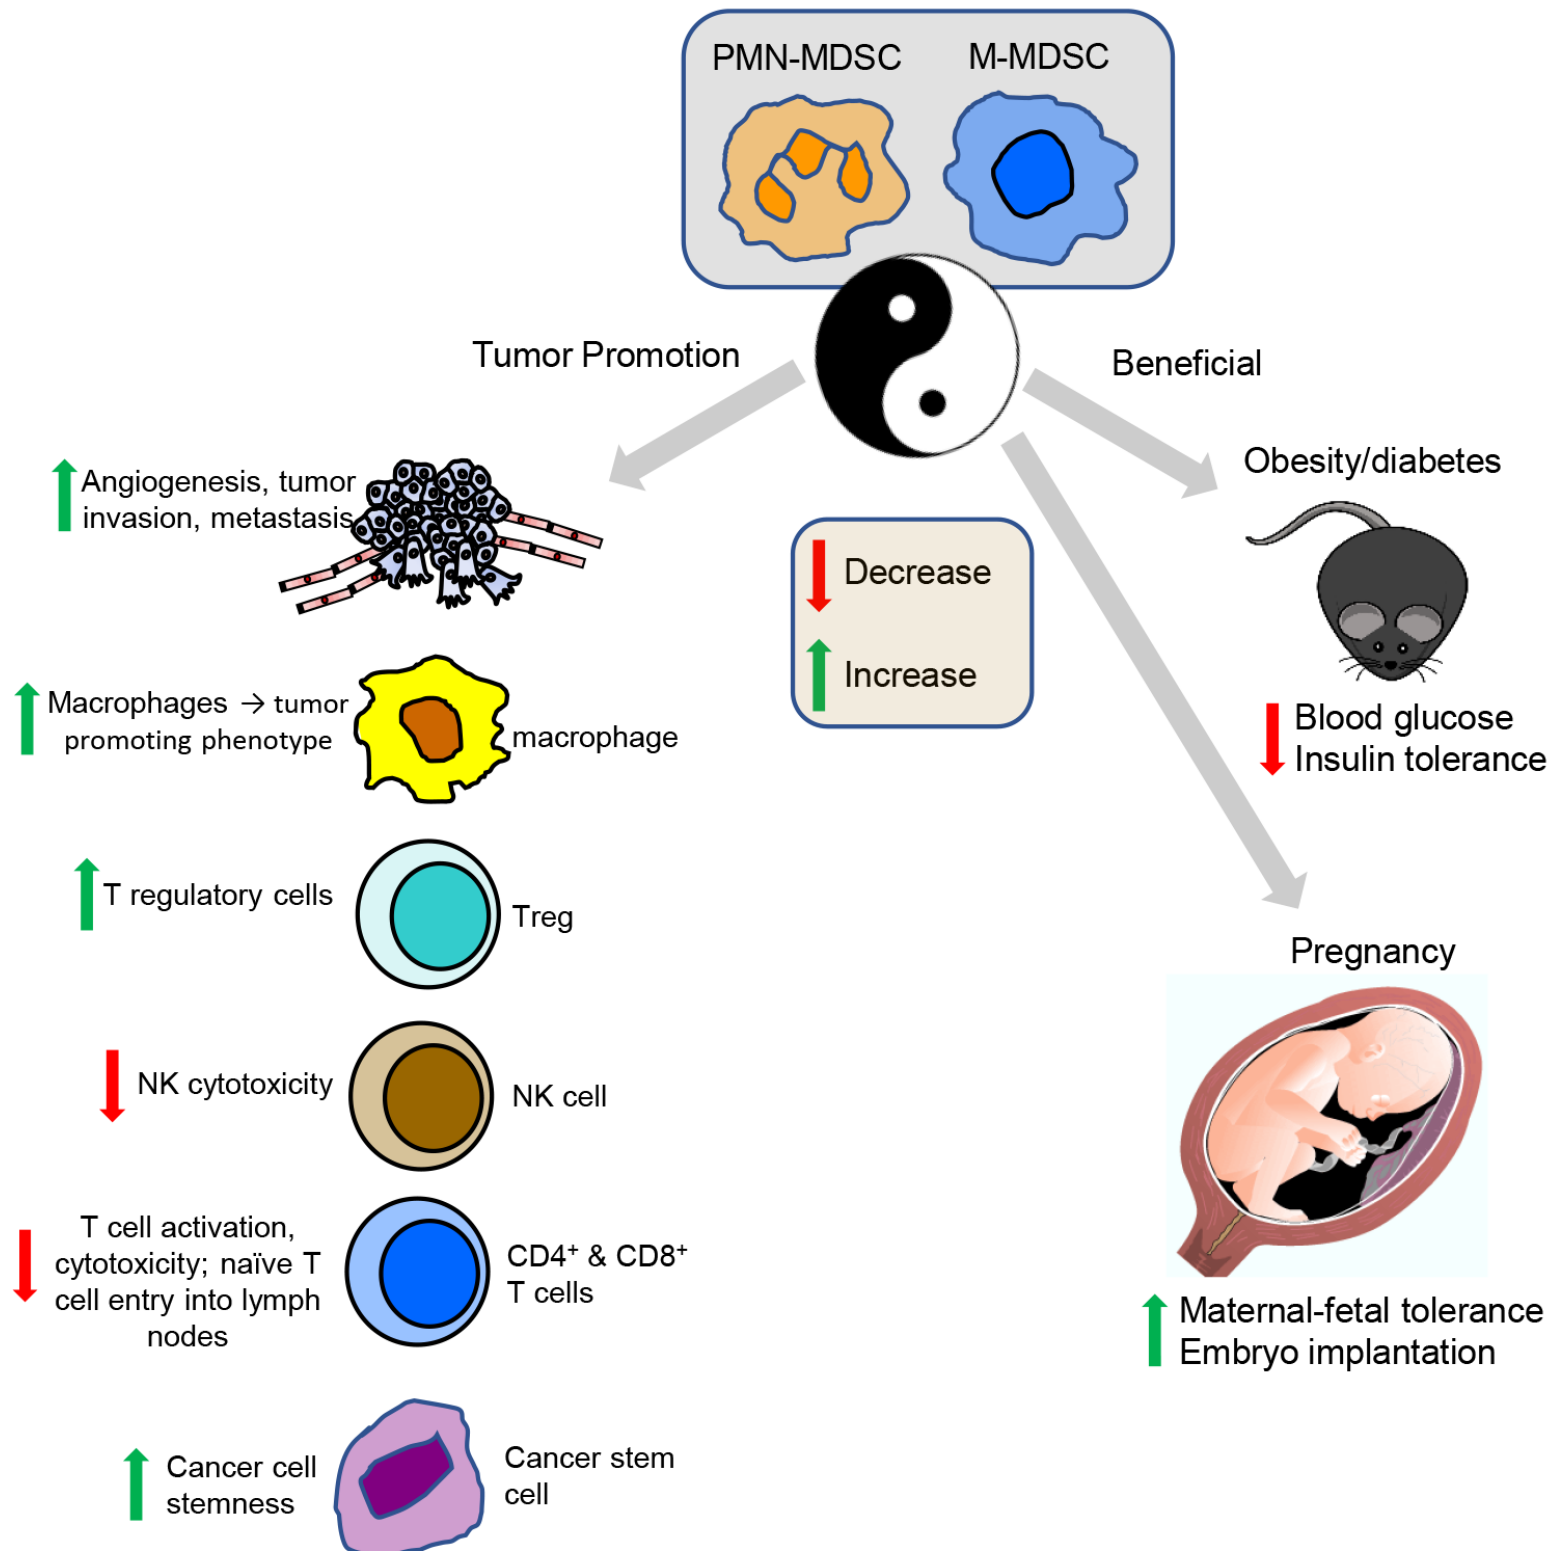 PMN-MDSC
M-MDSC
Tumor Promotion
Beneficial
Angiogenesis, tumor
invasion, metastasis
Macrophages → tumor
promoting phenotype
macrophage
T regulatory cells
Treg
NK cytotoxicity
NK cell
T cell activation,
cytotoxicity; naïve T
cell entry into lymph
nodes
CD4⁺ & CD8⁺
T cells
Cancer cell
stemness
Cancer stem
cell
Decrease
Increase
Obesity/diabetes
Blood glucose
Insulin tolerance
Pregnancy
Maternal-fetal tolerance
Embryo implantation